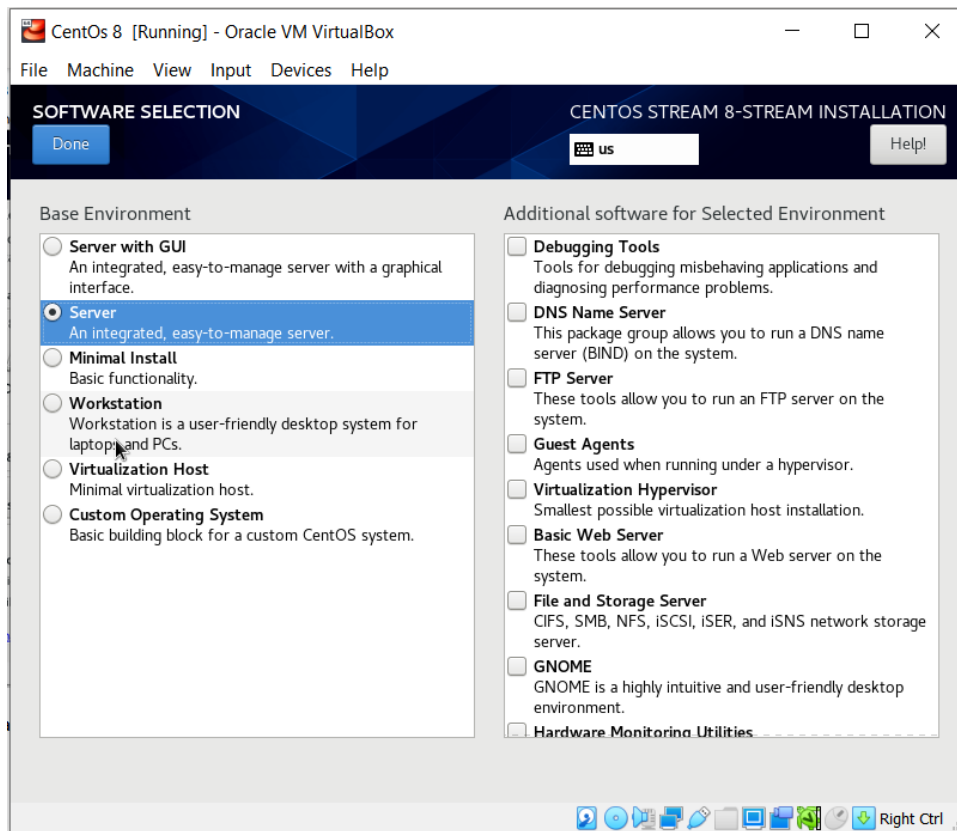 CentOs 8 [Running] - Oracle VM VirtualBox
File Machine View Input Devices Help
SOFTWARE SELECTION
Done
CENTOS STREAM 8-STREAM INSTALLATION
us
Help!
Base Environment
Server with GUI
An integrated, easy-to-manage server with a graphical
interface.
Server
An integrated, easy-to-manage server.
Minimal Install
Basic functionality.
Workstation
Workstation is a user-friendly desktop system for
laptops and PCs.
Virtualization Host
Minimal virtualization host.
Custom Operating System
Basic building block for a custom CentOS system.
Additional software for Selected Environment
Debugging Tools
Tools for debugging misbehaving applications and
diagnosing performance problems.
DNS Name Server
This package group allows you to run a DNS name
server (BIND) on the system.
FTP Server
These tools allow you to run an FTP server on the
system.
Guest Agents
Agents used when running under a hypervisor.
Virtualization Hypervisor
Smallest possible virtualization host installation.
Basic Web Server
These tools allow you to run a Web server on the
system.
File and Storage Server
CIFS, SMB, NFS, iSCSI, iSER, and iSNS network storage
server.
GNOME
GNOME is a highly intuitive and user-friendly desktop
environment.
Hardware Monitoring Utilities
Right Ctrl